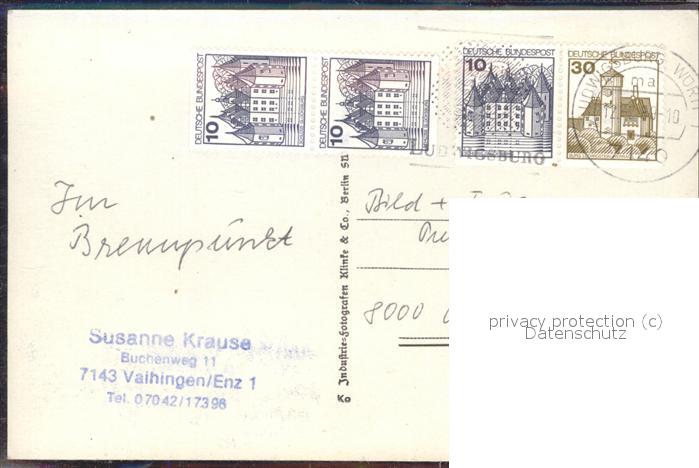 DEUTSCHE BUNDESPOST
10
DEUTSCHE BUNDESPOST
10
DEUTSCHE BUNDESPOST
10
DEUTSCHE BUNDESPOST
30
LUDWIGSBURG
Im
Brennpunkt
Bild +
8000
Susanne Krause
Buchenweg 11
7143 Vaihingen/Enz 1
Tel. 07042/17396
Ko Industrie-Fotografen Klinke & Co., Berlin
privacy protection (c)
Datenschutz